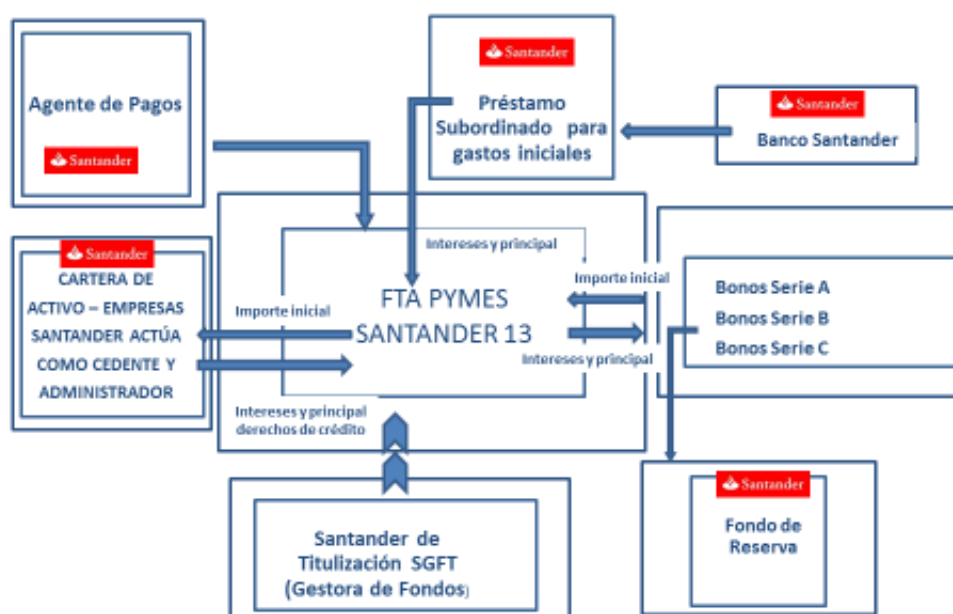 Agente de Pagos
Santander
Santander
Préstamo
Subordinado para
gastos iniciales
Santander
Banco Santander
Santander
CARTERA DE
ACTIVO – EMPRESAS
SANTANDER ACTÚA
COMO CEDENTE Y
ADMINISTRADOR
Importe inicial
Intereses y principal
FTA PYMES
SANTANDER 13
Importe inicial
Intereses y principal
Intereses y principal
derechos de crédito
Bonos Serie A
Bonos Serie B
Bonos Serie C
Santander de
Titulización SGFT
(Gestora de Fondos)
Santander
Fondo de
Reserva